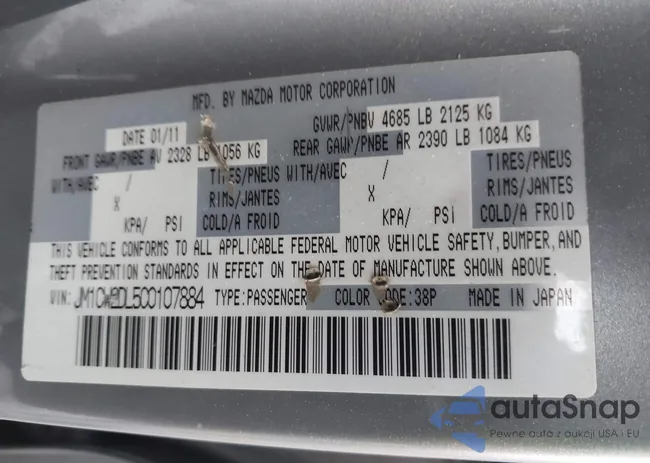 MFD. BY MAZDA MOTOR CORPORATION
DATE 01/11 GVWR/PNBV 4685 LB 2125 KG
FRONT GAWR/PNBE AV 2328 LB 1056 KG REAR GAWR/PNBE AR 2390 LB 1084 KG
WITH/AVEC / TIRES/PNEUS WITH/AVEC / TIRES/PNEUS
X RIMS/JANTES X RIMS/JANTES
KPA/ PSI COLD/A FROID KPA/ PSI COLD/A FROID
THIS VEHICLE CONFORMS TO ALL APPLICABLE FEDERAL MOTOR VEHICLE SAFETY, BUMPER, AND
THEFT PREVENTION STANDARDS IN EFFECT ON THE DATE OF MANUFACTURE SHOWN ABOVE.
VIN: JM1CW2DL5C0107884 TYPE:PASSENGER COLOR CODE:38P MADE IN JAPAN
autaSnap
Pewne auta z aukcji USA i EU